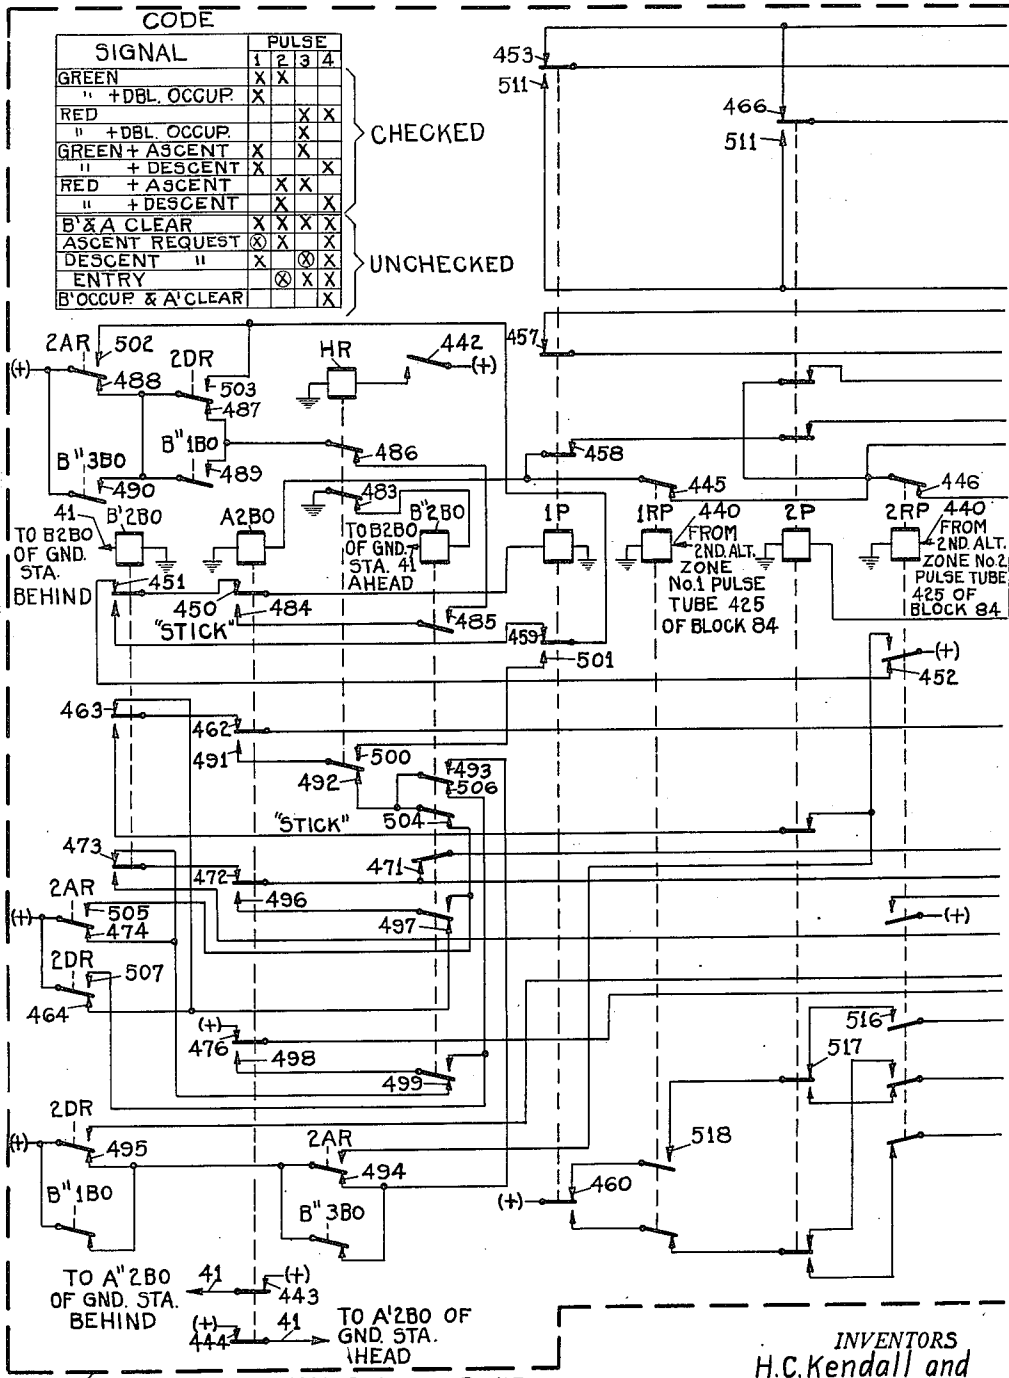 CODE
SIGNAL PULSE
1 2 3 4
GREEN X X
" +DBL. OCCUP. X
RED X X
" +DBL. OCCUP. X
GREEN + ASCENT X X
" + DESCENT X X
RED + ASCENT X X
" + DESCENT X X
CHECKED
B'&A CLEAR X X X X
ASCENT REQUEST ⓧ X X
DESCENT " X ⓧ X
ENTRY ⓧ X X
B'OCCUP. & A'CLEAR X
UNCHECKED
453
511
466
511
457
2AR 502
(+)
488
2DR
503
487
HR
442
(+)
B"3BO
490
B"1BO
489
486
458
483
445
446
41
TO B2BO
OF GND.
STA.
BEHIND
B'2BO
A2BO
TO B2BO
OF GND.
STA. 41
AHEAD
B"2BO
1P
1RP
440
FROM
2ND. ALT.
ZONE
No.1 PULSE
TUBE 425
OF BLOCK 84
2P
2RP
440
FROM
2ND. ALT.
ZONE No.2
PULSE TUBE
425 OF
BLOCK 84
451
450
484
"STICK"
485
459
501
(+)
452
463
462
491
492
500
493
506
504
"STICK"
473
472
471
2AR
496
505
(+)
474
497
(+)
2DR
507
464
(+)
476
498
499
516
517
2DR
(+)
495
2AR
494
518
B"1BO
B"3BO
(+)
460
TO A"2BO
OF GND. STA.
BEHIND
41
(+)
443
(+)
444
41
TO A'2BO OF
GND. STA.
AHEAD
INVENTORS
H.C. Kendall and